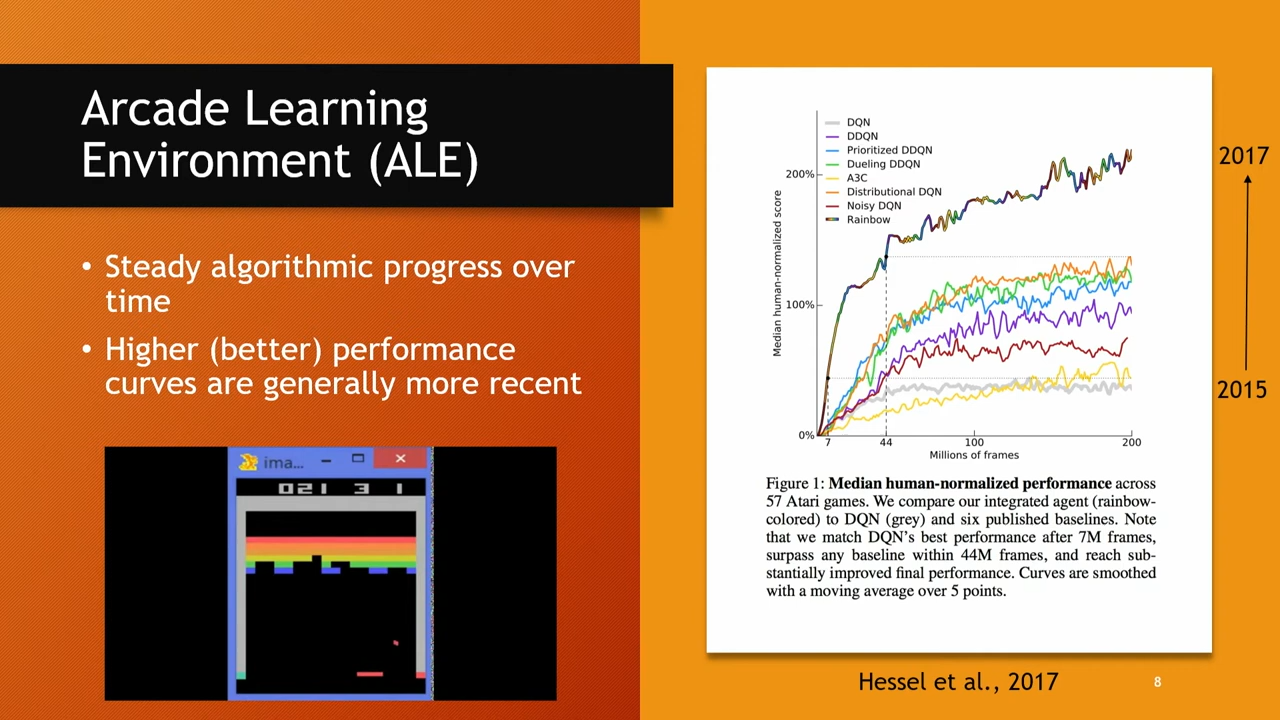 Arcade Learning
Environment (ALE)
• Steady algorithmic progress over
time
• Higher (better) performance
curves are generally more recent
ima...
021 3 1
DQN
DDQN
Prioritized DDQN
Dueling DDQN
A3C
Distributional DQN
Noisy DQN
Rainbow
200%
100%
0%
Median human-normalized score
7 44 100 200
Millions of frames
2017
2015
Figure 1: Median human-normalized performance across
57 Atari games. We compare our integrated agent (rainbow-
colored) to DQN (grey) and six published baselines. Note
that we match DQN's best performance after 7M frames,
surpass any baseline within 44M frames, and reach sub-
stantially improved final performance. Curves are smoothed
with a moving average over 5 points.
Hessel et al., 2017
8